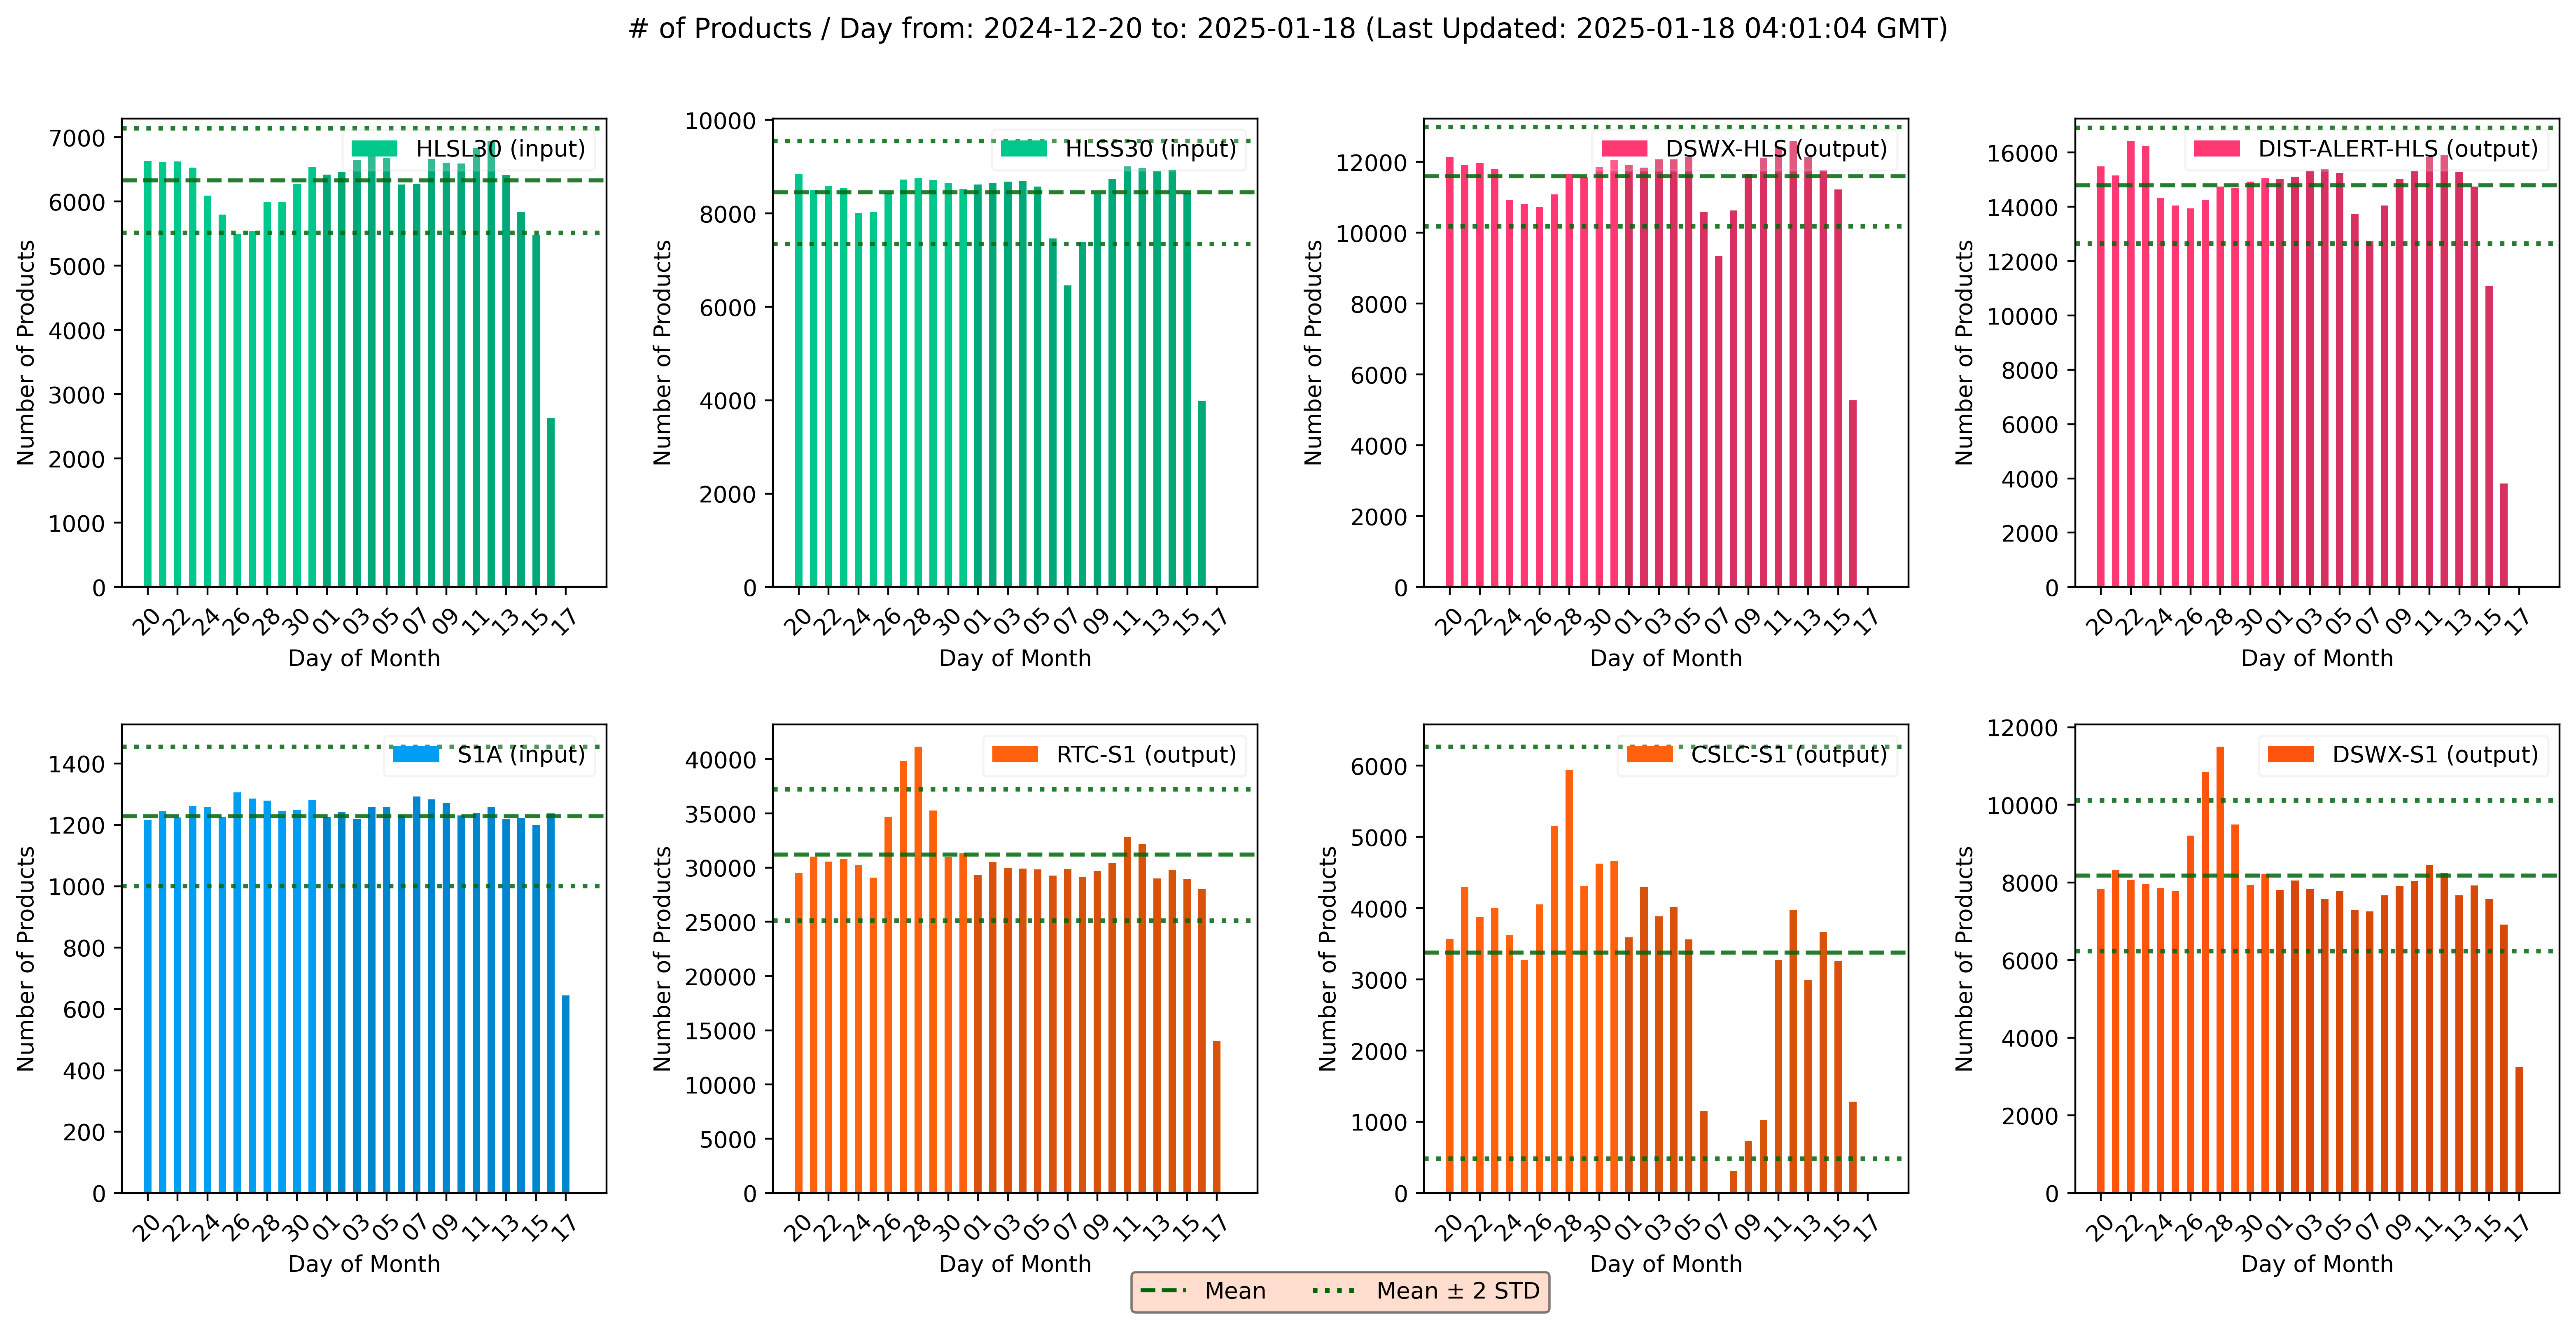 # of Products / Day from: 2024-12-20 to: 2025-01-18 (Last Updated: 2025-01-18 04:01:04 GMT)
HLSL30 (input)
Number of Products
7000
6000
5000
4000
3000
2000
1000
0
20 22 24 26 28 30 01 03 05 07 09 11 13 15 17
Day of Month
HLSS30 (input)
Number of Products
10000
8000
6000
4000
2000
0
20 22 24 26 28 30 01 03 05 07 09 11 13 15 17
Day of Month
DSWX-HLS (output)
Number of Products
12000
10000
8000
6000
4000
2000
0
20 22 24 26 28 30 01 03 05 07 09 11 13 15 17
Day of Month
DIST-ALERT-HLS (output)
Number of Products
16000
14000
12000
10000
8000
6000
4000
2000
0
20 22 24 26 28 30 01 03 05 07 09 11 13 15 17
Day of Month
S1A (input)
Number of Products
1400
1200
1000
800
600
400
200
0
20 22 24 26 28 30 01 03 05 07 09 11 13 15 17
Day of Month
RTC-S1 (output)
Number of Products
40000
35000
30000
25000
20000
15000
10000
5000
0
20 22 24 26 28 30 01 03 05 07 09 11 13 15 17
Day of Month
CSLC-S1 (output)
Number of Products
6000
5000
4000
3000
2000
1000
0
20 22 24 26 28 30 01 03 05 07 09 11 13 15 17
Day of Month
DSWX-S1 (output)
Number of Products
12000
10000
8000
6000
4000
2000
0
20 22 24 26 28 30 01 03 05 07 09 11 13 15 17
Day of Month
Mean
Mean ± 2 STD